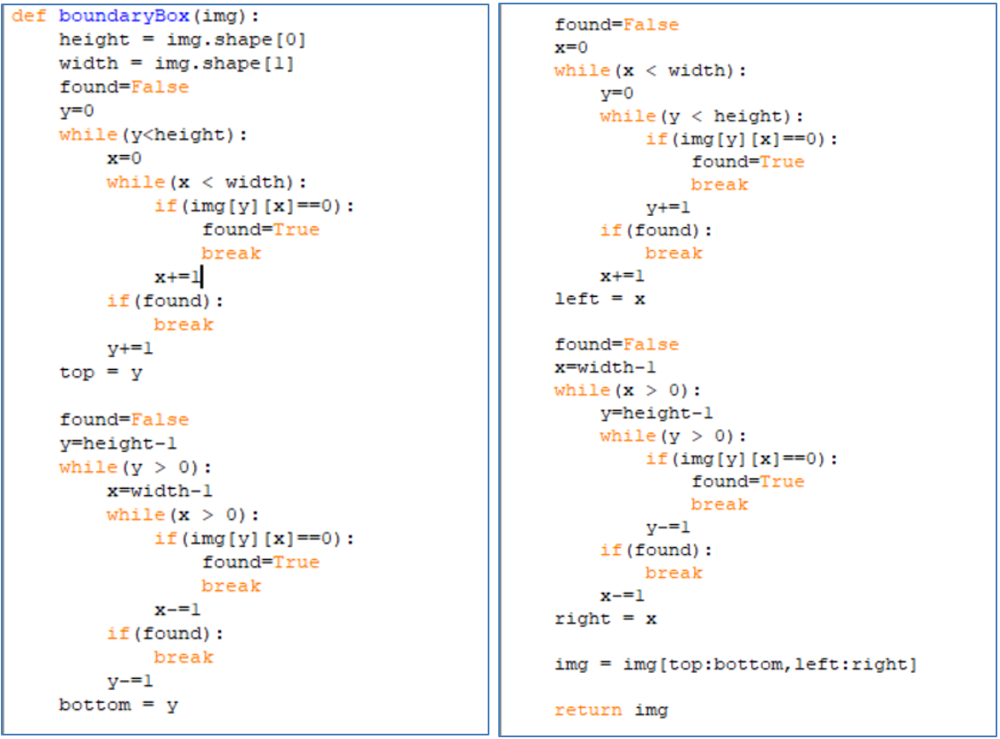 def boundaryBox(img):
    height = img.shape[0]
    width = img.shape[1]
    found=False
    y=0
    while(y<height):
        x=0
        while(x < width):
            if(img[y][x]==0):
                found=True
                break
            x+=1
        if(found):
            break
        y+=1
    top = y

    found=False
    y=height-1
    while(y > 0):
        x=width-1
        while(x > 0):
            if(img[y][x]==0):
                found=True
                break
            x-=1
        if(found):
            break
        y-=1
    bottom = y

    found=False
    x=0
    while(x < width):
        y=0
        while(y < height):
            if(img[y][x]==0):
                found=True
                break
            y+=1
        if(found):
            break
        x+=1
    left = x

    found=False
    x=width-1
    while(x > 0):
        y=height-1
        while(y > 0):
            if(img[y][x]==0):
                found=True
                break
            y-=1
        if(found):
            break
        x-=1
    right = x

    img = img[top:bottom,left:right]

    return img